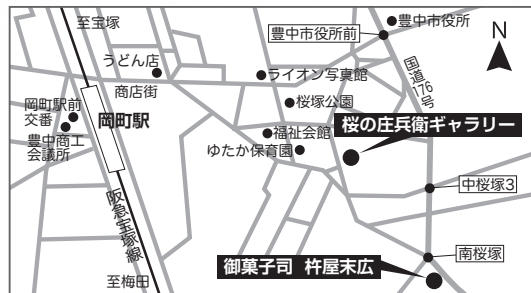 至宝塚
豊中市役所
豊中市役所前
N
うどん店
国道176号
ライオン写真館
商店街
岡町駅前
交番
桜塚公園
岡町駅
豊中商工
会議所
福祉会館
桜の庄兵衛ギャラリー
ゆたか保育園
中桜塚3
阪急宝塚線
南桜塚
御菓子司 杵屋末広
至梅田